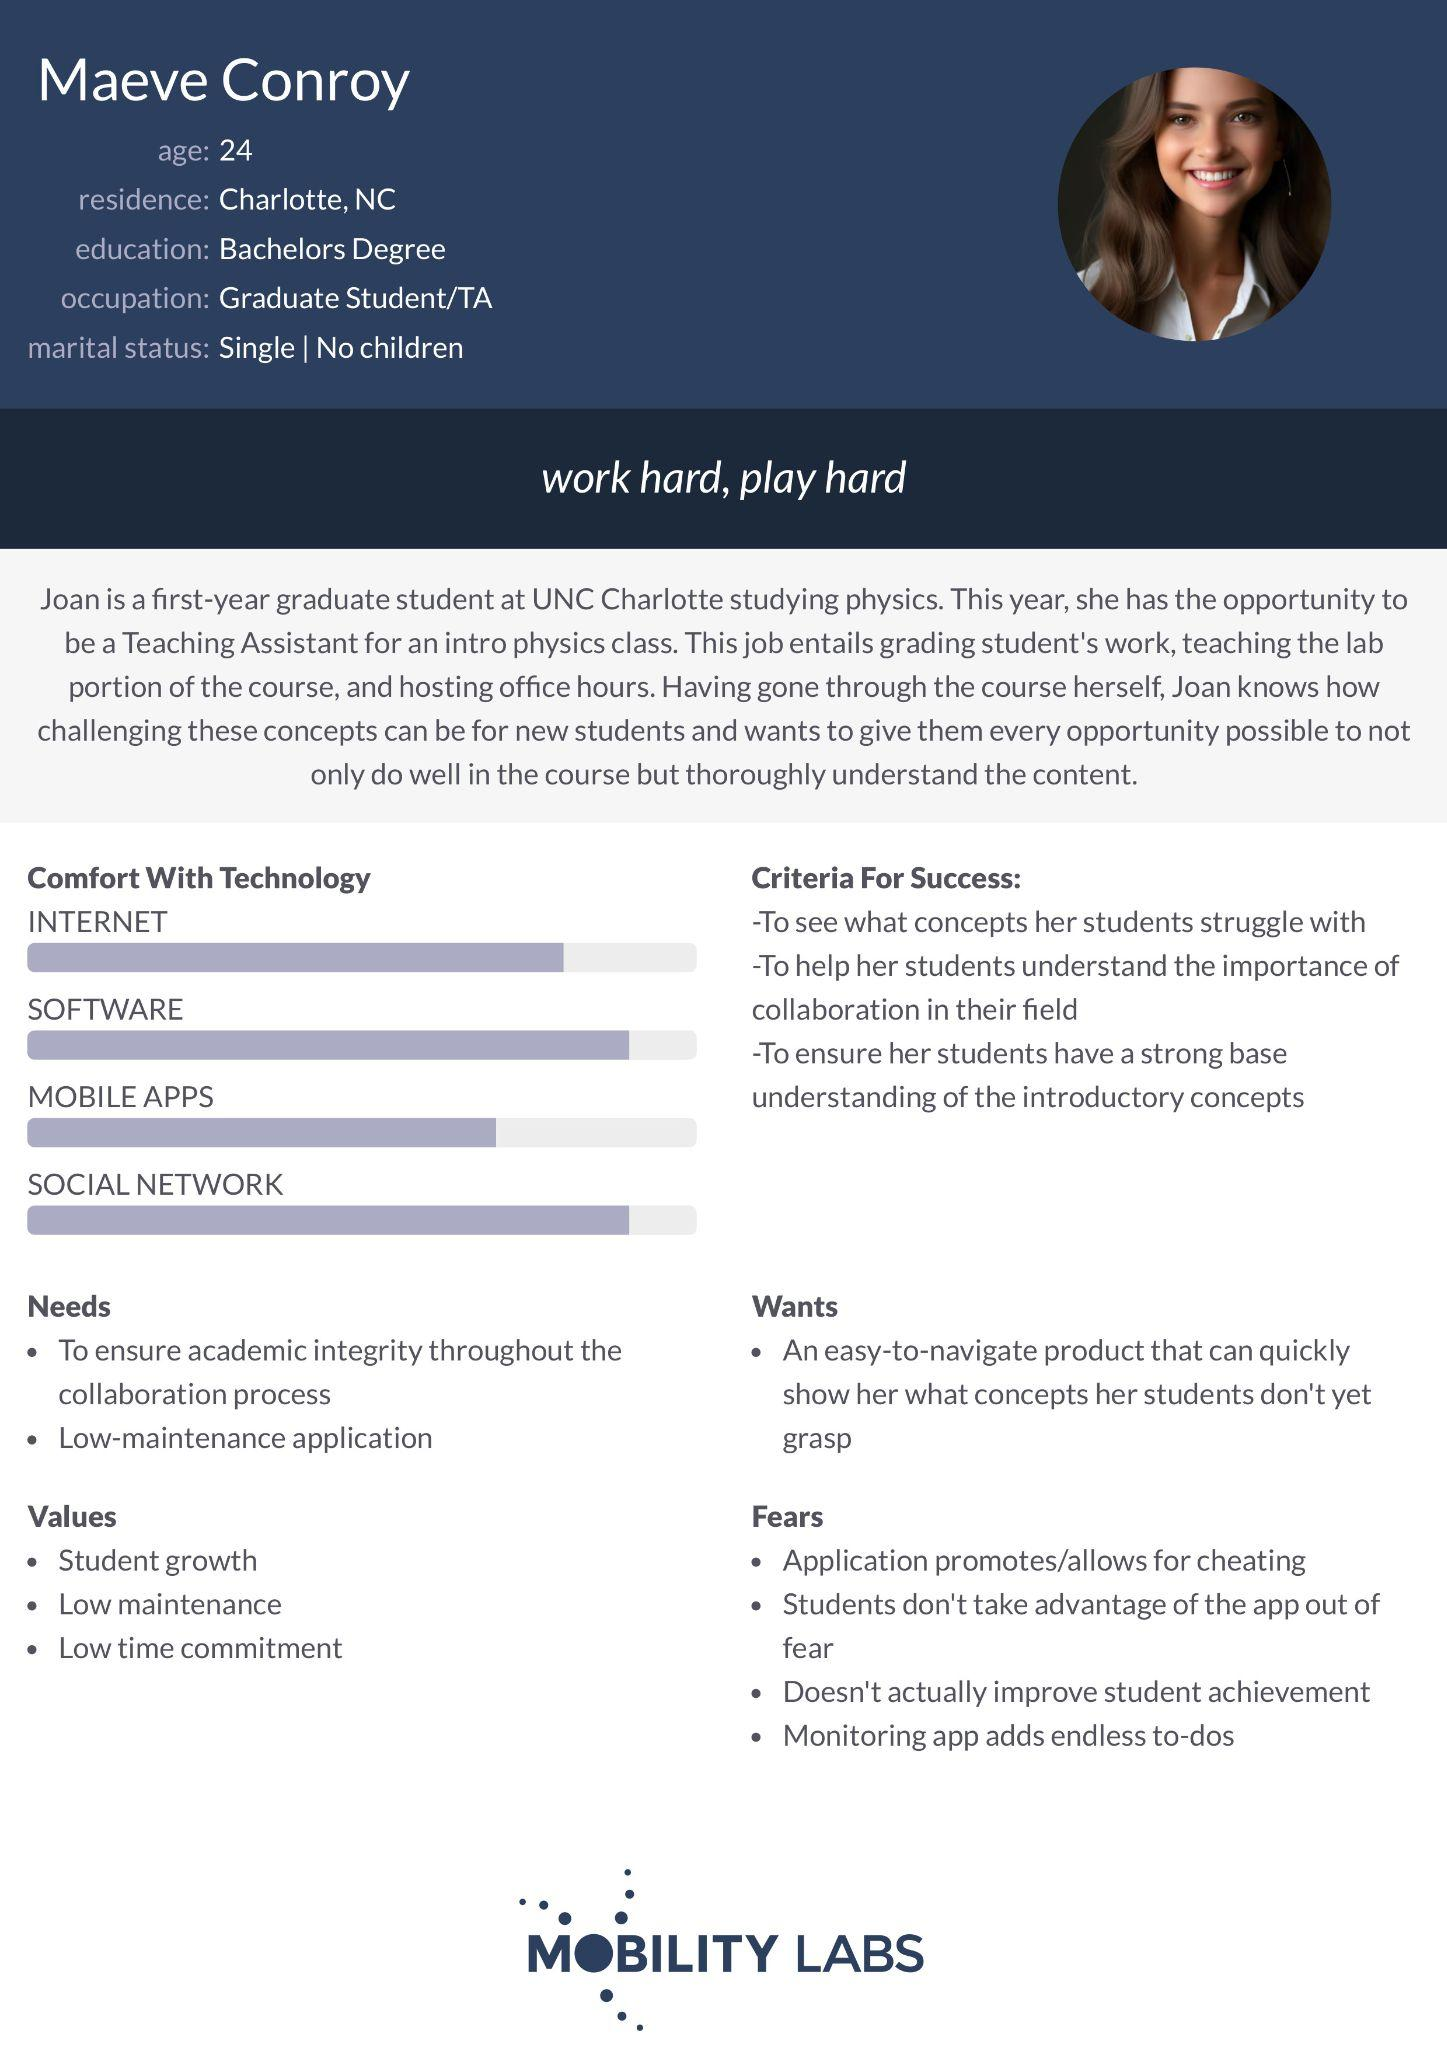 Maeve Conroy
age: 24
residence: Charlotte, NC
education: Bachelors Degree
occupation: Graduate Student/TA
marital status: Single | No children
work hard, play hard
Joan is a first-year graduate student at UNC Charlotte studying physics. This year, she has the opportunity to
be a Teaching Assistant for an intro physics class. This job entails grading student's work, teaching the lab
portion of the course, and hosting office hours. Having gone through the course herself, Joan knows how
challenging these concepts can be for new students and wants to give them every opportunity possible to not
only do well in the course but thoroughly understand the content.
Comfort With Technology
INTERNET
SOFTWARE
MOBILE APPS
SOCIAL NETWORK
Criteria For Success:
-To see what concepts her students struggle with
-To help her students understand the importance of
collaboration in their field
-To ensure her students have a strong base
understanding of the introductory concepts
Needs
• To ensure academic integrity throughout the
collaboration process
• Low-maintenance application
Wants
• An easy-to-navigate product that can quickly
show her what concepts her students don't yet
grasp
Values
• Student growth
• Low maintenance
• Low time commitment
Fears
• Application promotes/allows for cheating
• Students don't take advantage of the app out of
fear
• Doesn't actually improve student achievement
• Monitoring app adds endless to-dos
MOBILITY LABS